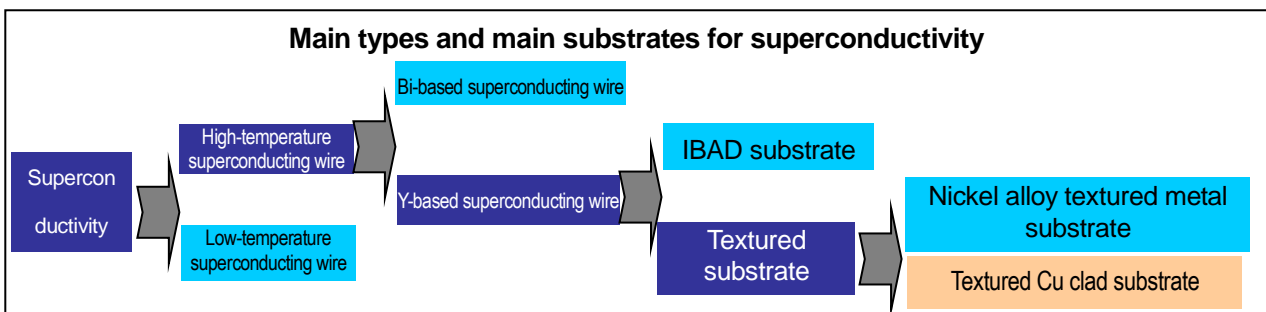 Main types and main substrates for superconductivity
Supercon
ductivity
High-temperature
superconducting wire
Low-temperature
superconducting wire
Bi-based superconducting wire
Y-based superconducting wire
IBAD substrate
Textured
substrate
Nickel alloy textured metal
substrate
Textured Cu clad substrate